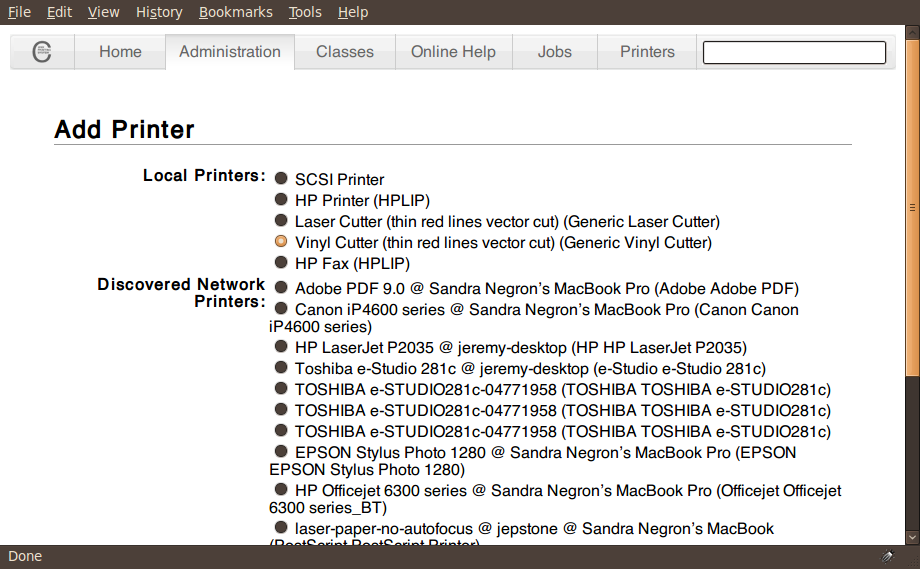 File Edit View History Bookmarks Tools Help
Home Administration Classes Online Help Jobs Printers
Add Printer
Local Printers:
SCSI Printer
HP Printer (HPLIP)
Laser Cutter (thin red lines vector cut) (Generic Laser Cutter)
Vinyl Cutter (thin red lines vector cut) (Generic Vinyl Cutter)
HP Fax (HPLIP)
Discovered Network
Printers:
Adobe PDF 9.0 @ Sandra Negron’s MacBook Pro (Adobe Adobe PDF)
Canon iP4600 series @ Sandra Negron’s MacBook Pro (Canon Canon
iP4600 series)
HP LaserJet P2035 @ jeremy-desktop (HP HP LaserJet P2035)
Toshiba e-Studio 281c @ jeremy-desktop (e-Studio e-Studio 281c)
TOSHIBA e-STUDIO281c-04771958 (TOSHIBA TOSHIBA e-STUDIO281c)
TOSHIBA e-STUDIO281c-04771958 (TOSHIBA TOSHIBA e-STUDIO281c)
TOSHIBA e-STUDIO281c-04771958 (TOSHIBA TOSHIBA e-STUDIO281c)
EPSON Stylus Photo 1280 @ Sandra Negron’s MacBook Pro (EPSON
EPSON Stylus Photo 1280)
HP Officejet 6300 series @ Sandra Negron’s MacBook Pro (Officejet Officejet
6300 series_BT)
laser-paper-no-autofocus @ jepstone @ Sandra Negron’s MacBook
(PostScript PostScript Printer)
Done